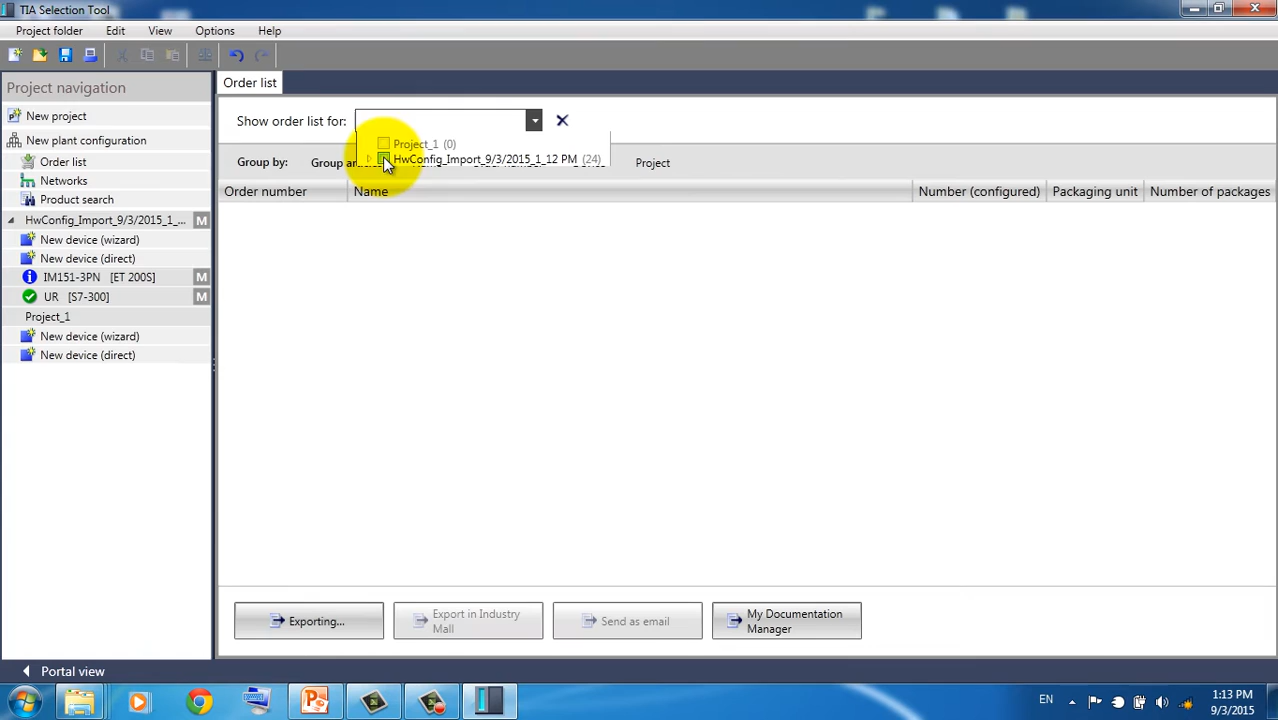 TIA Selection Tool
Project folder Edit View Options Help
Project navigation
New project
New plant configuration
Order list
Networks
Product search
HwConfig_Import_9/3/2015_1_... M
New device (wizard)
New device (direct)
IM151-3PN [ET 200S] M
UR [S7-300] M
Project_1
New device (wizard)
New device (direct)
Order list
Show order list for:
Project_1 (0)
HwConfig_Import_9/3/2015_1_12 PM (24)
Group by: Project
Order number Name Number (configured) Packaging unit Number of packages
Exporting... Export in Industry Mall Send as email My Documentation Manager
Portal view
EN 1:13 PM
9/3/2015